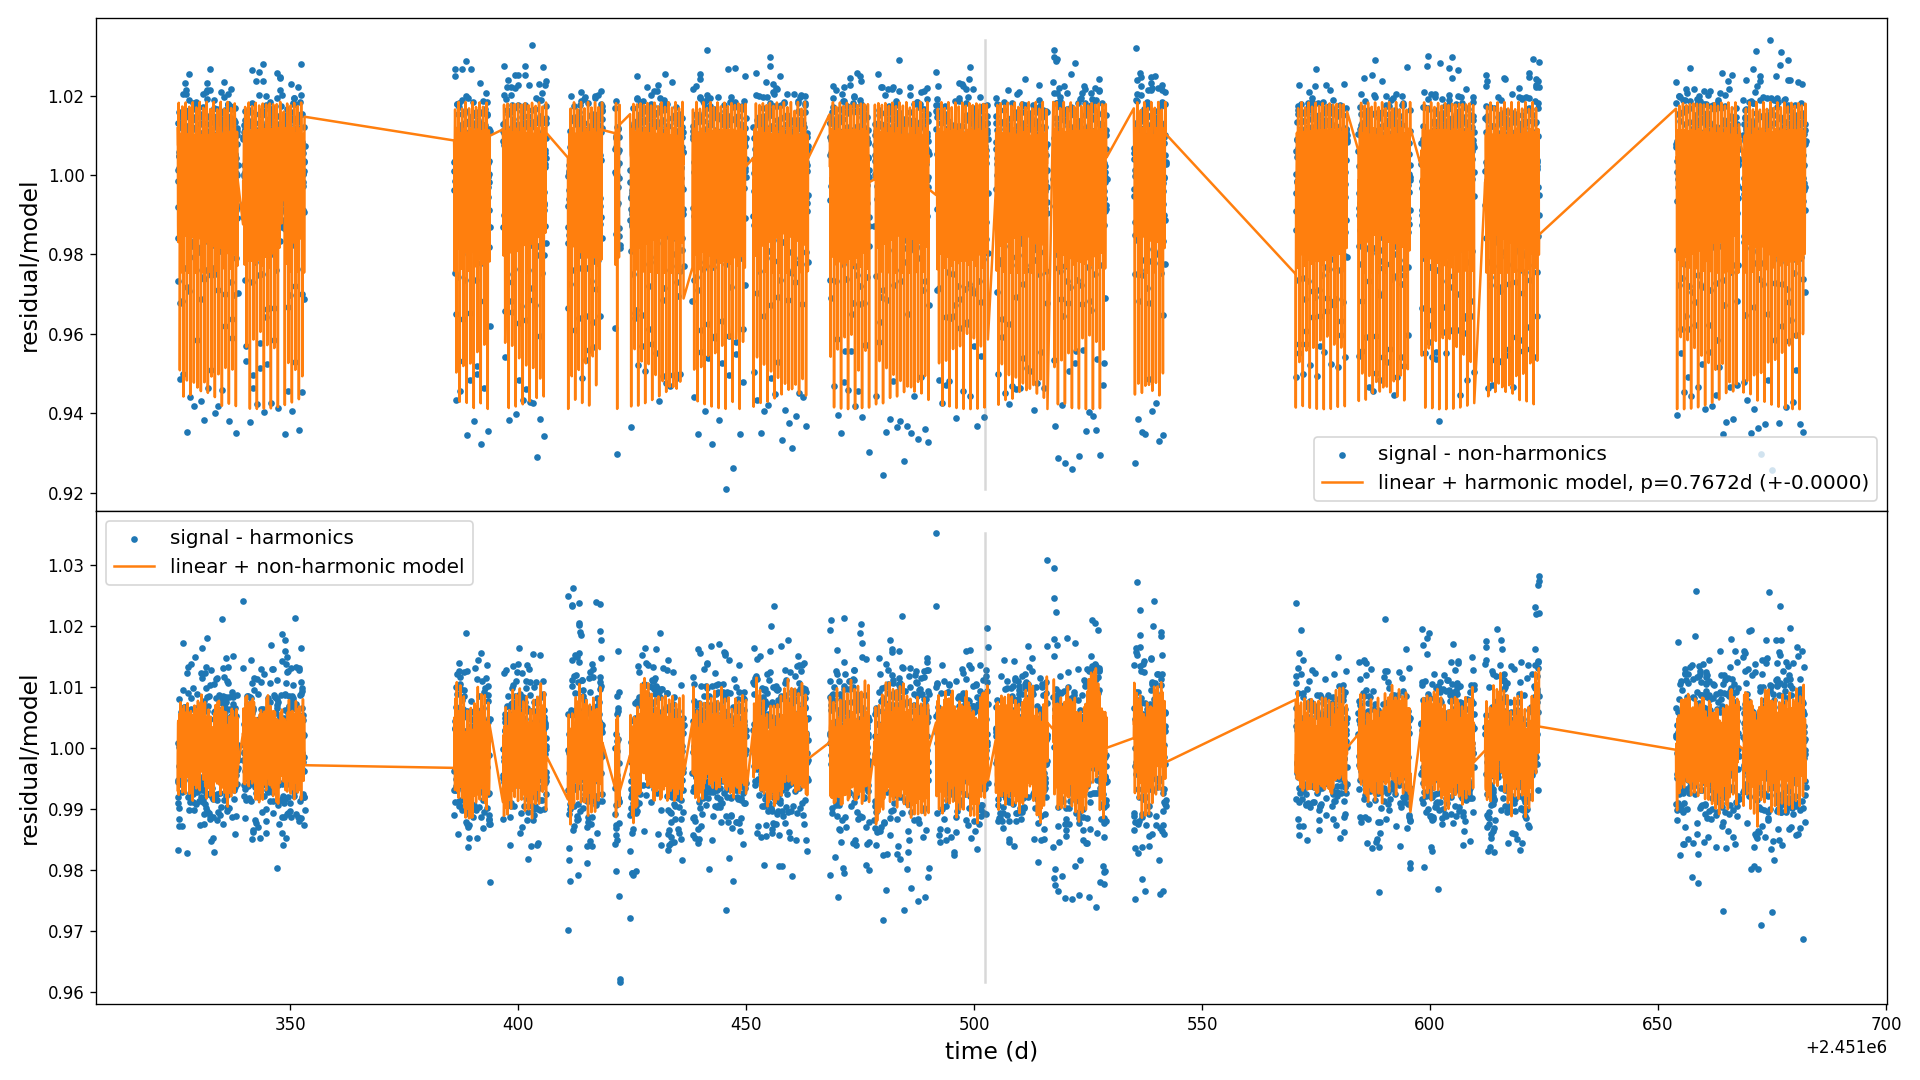 residual/model
1.02
1.00
0.98
0.96
0.94
0.92
signal - non-harmonics
linear + harmonic model, p=0.7672d (+-0.0000)
signal - harmonics
linear + non-harmonic model
residual/model
1.03
1.02
1.01
1.00
0.99
0.98
0.97
0.96
350 400 450 500 550 600 650 700
time (d)
+2.451e6